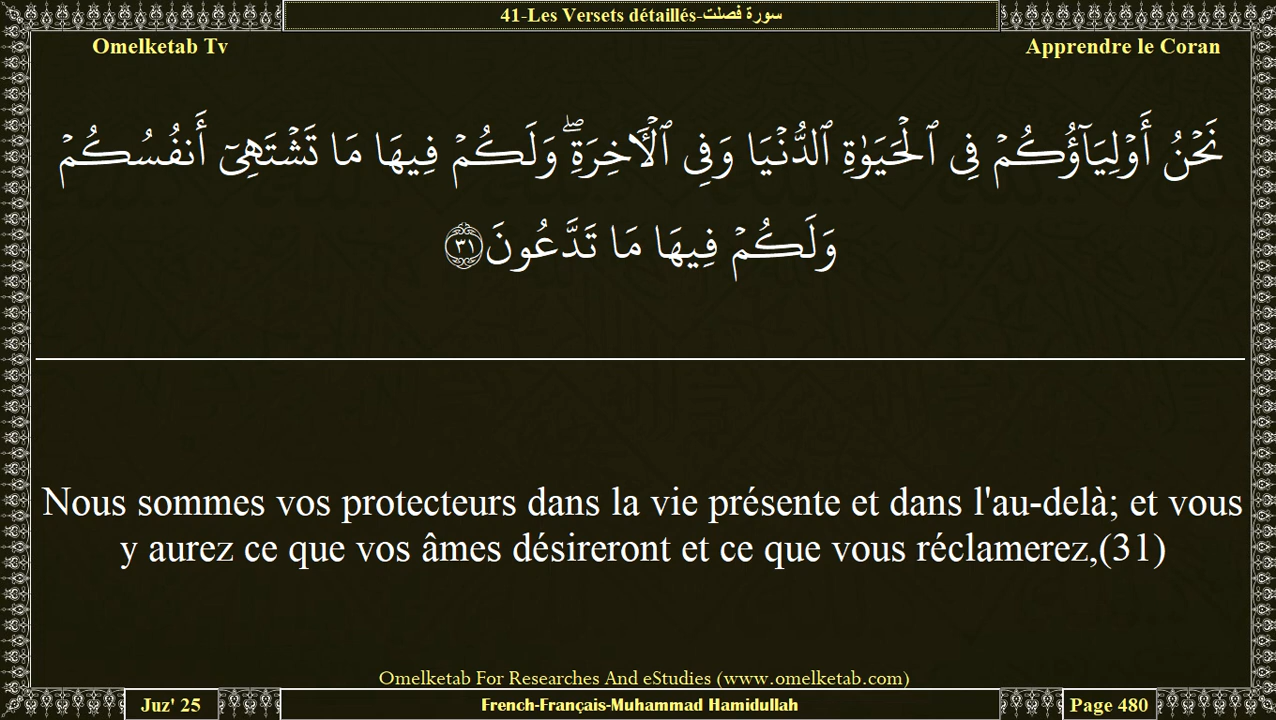 41-Les Versets détaillés-سورة فصلت
Omelketab Tv
Apprendre le Coran
نَحۡنُ أَوۡلِيَآؤُكُمۡ فِى ٱلۡحَيَوٰةِ ٱلدُّنۡيَا وَفِى ٱلۡأَخِرَةِ‌ۖ وَلَكُمۡ فِيهَا مَا تَشۡتَهِىٓ أَنفُسُكُمۡ
وَلَكُمۡ فِيهَا مَا تَدَّعُونَ ٣١
Nous sommes vos protecteurs dans la vie présente et dans l'au-delà; et vous
y aurez ce que vos âmes désireront et ce que vous réclamerez,(31)
Omelketab For Researches And eStudies (www.omelketab.com)
Juz' 25
French-Français-Muhammad Hamidullah
Page 480